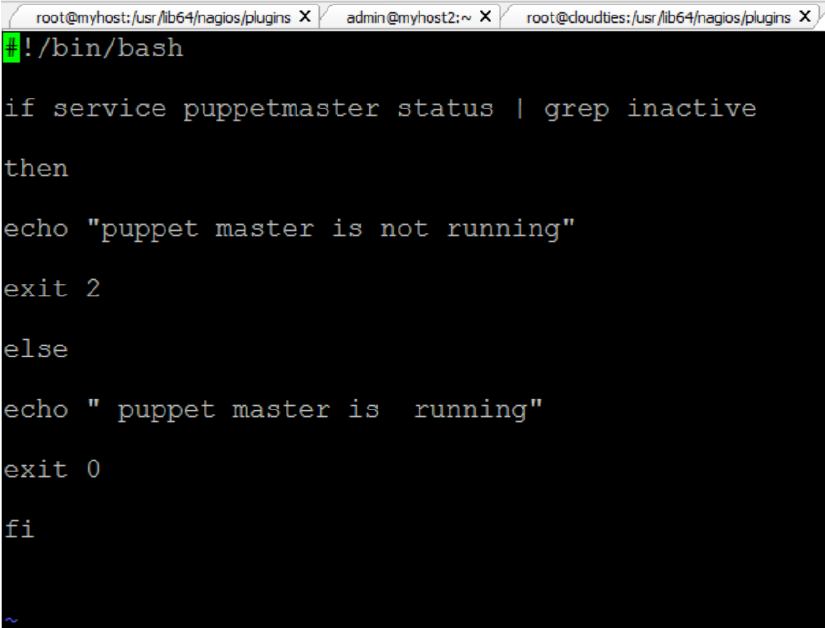 root@myhost:/usr/lib64/nagios/plugins X admin@myhost2:~ X root@cloudties:/usr/lib64/nagios/plugins X
#!/bin/bash
if service puppetmaster status | grep inactive
then
echo "puppet master is not running"
exit 2
else
echo " puppet master is  running"
exit 0
fi
~